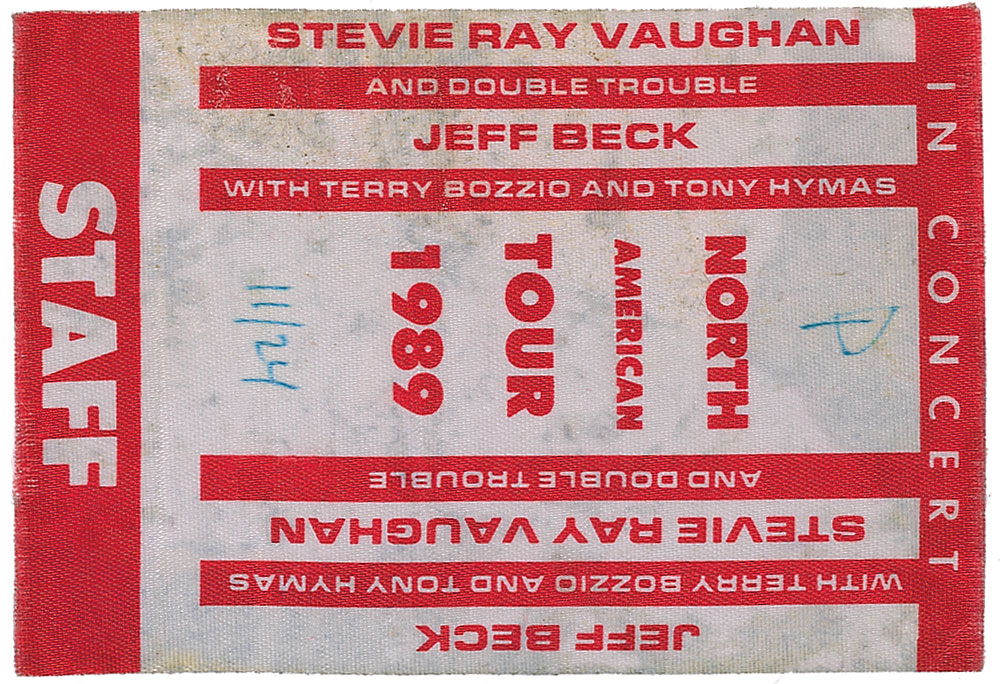 STEVIE RAY VAUGHAN
AND DOUBLE TROUBLE
JEFF BECK
WITH TERRY BOZZIO AND TONY HYMAS
IN CONCERT
NORTH
AMERICAN
TOUR
1989
11/24
STAFF
JEFF BECK
WITH TERRY BOZZIO AND TONY HYMAS
STEVIE RAY VAUGHAN
AND DOUBLE TROUBLE